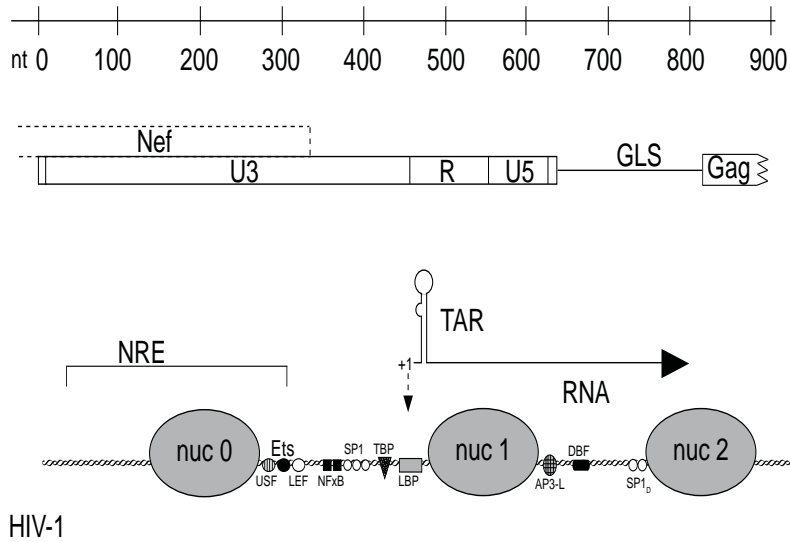 nt 0 100 200 300 400 500 600 700 800 900
Nef
U3 R U5 GLS Gag
TAR
NRE
+1
RNA
nuc 0 Ets SP1 TBP nuc 1 DBF nuc 2
USF LEF NFxB LBP AP3-L SP1D
HIV-1